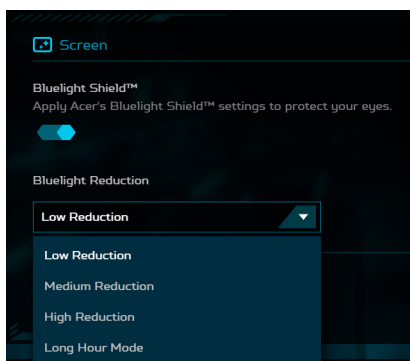 Screen
Bluelight Shield™
Apply Acer's Bluelight Shield™ settings to protect your eyes.
Bluelight Reduction
Low Reduction
Low Reduction
Medium Reduction
High Reduction
Long Hour Mode